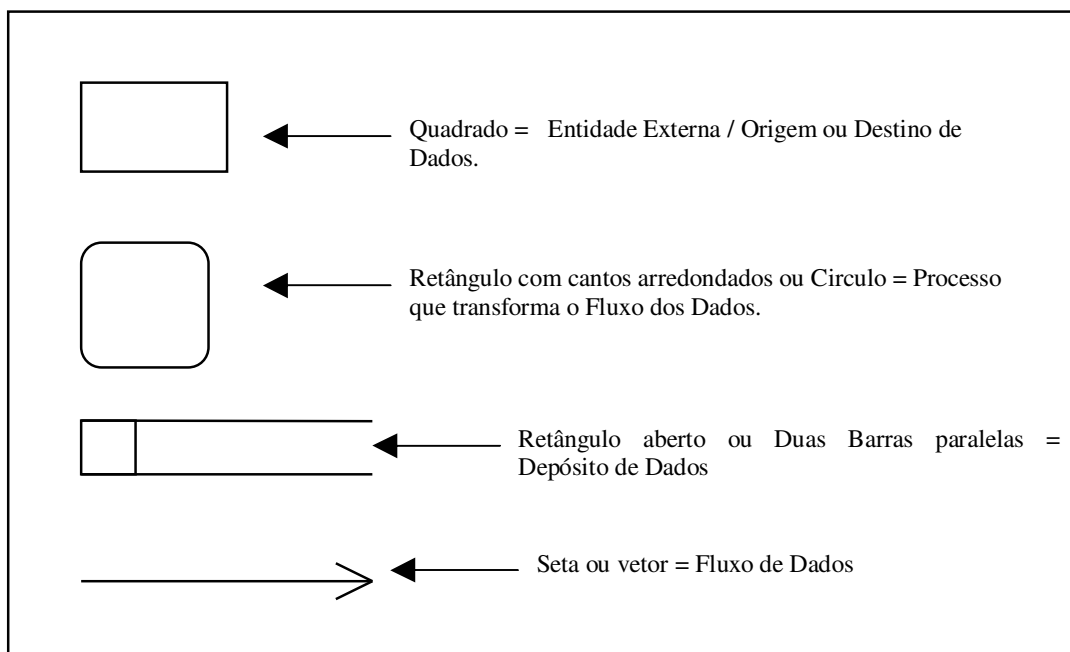 Quadrado = Entidade Externa / Origem ou Destino de
Dados.
Retângulo com cantos arredondados ou Circulo = Processo
que transforma o Fluxo dos Dados.
Retângulo aberto ou Duas Barras paralelas =
Depósito de Dados
Seta ou vetor = Fluxo de Dados